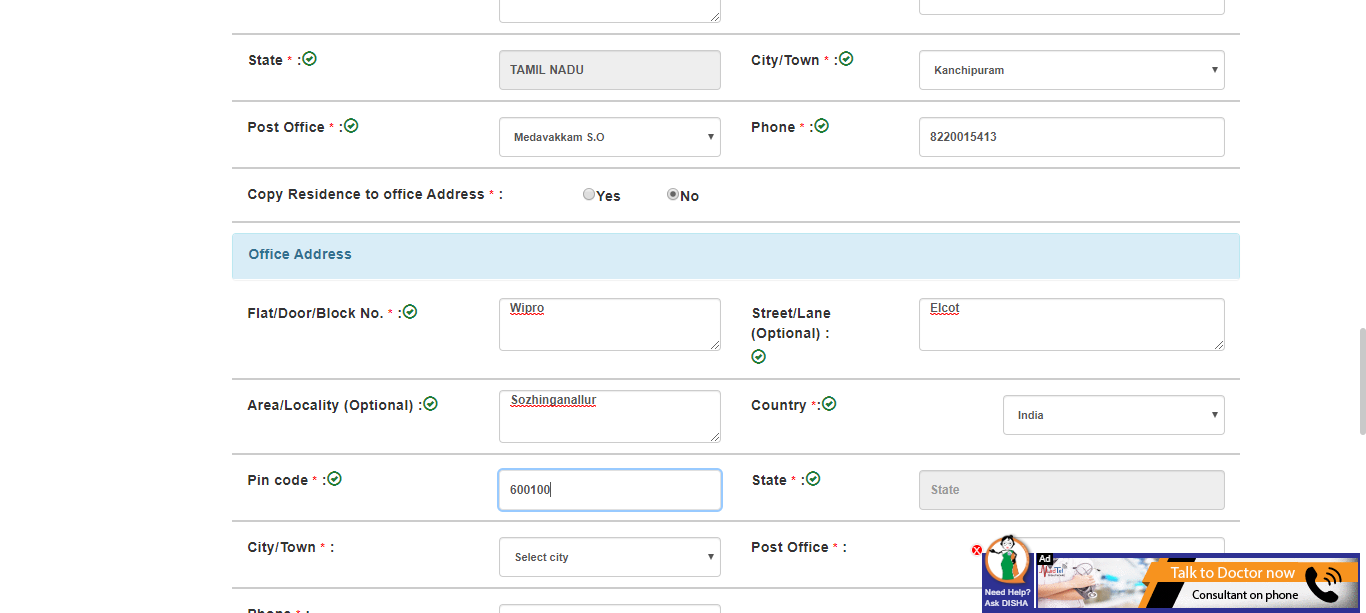 State * :
TAMIL NADU
City/Town * :
Kanchipuram
Post Office * :
Medavakkam S.O
Phone * :
8220015413
Copy Residence to office Address * :
Yes
No
Office Address
Flat/Door/Block No. * :
Wipro
Street/Lane
(Optional) :
Elcot
Area/Locality (Optional) :
Sozhinganallur
Country *:
India
Pin code * :
600100
State * :
State
City/Town * :
Select city
Post Office * :
Phone * :
Need Help?
Ask DISHA
Ad
Talk to Doctor now
Consultant on phone